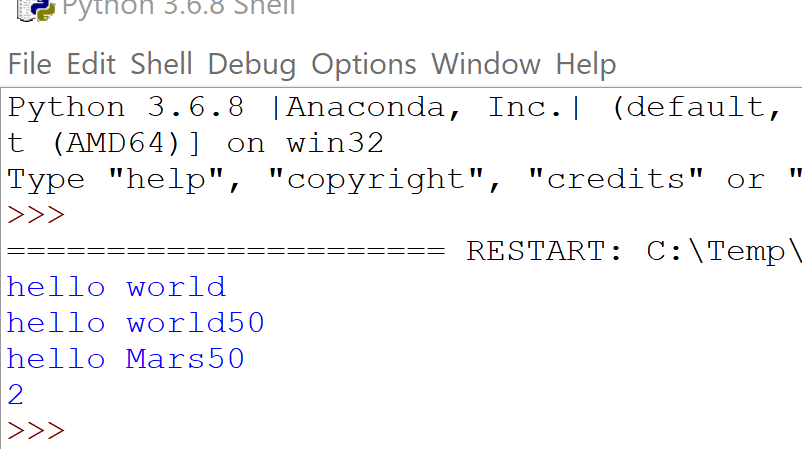 Python 3.6.8 Shell
File Edit Shell Debug Options Window Help
Python 3.6.8 |Anaconda, Inc.| (default,
t (AMD64)] on win32
Type "help", "copyright", "credits" or "
>>>
====================== RESTART: C:\Temp\
hello world
hello world50
hello Mars50
2
>>>